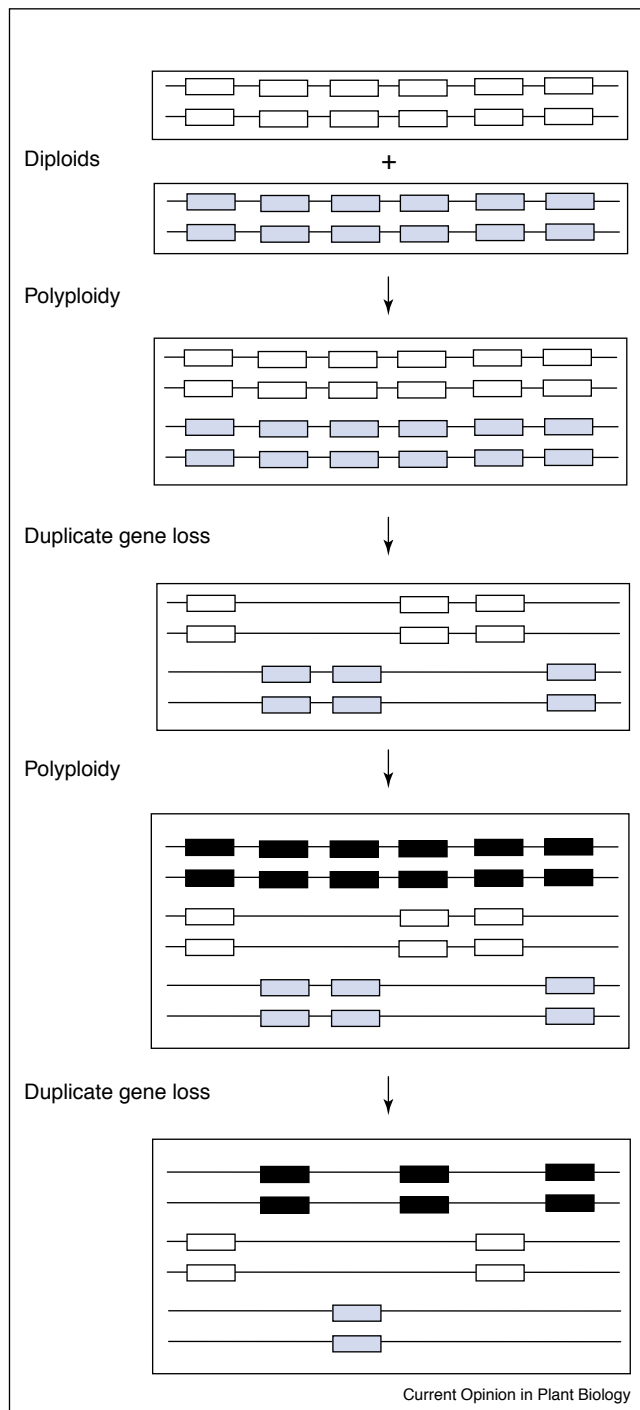 Diploids
+
Polyploidy
Duplicate gene loss
Polyploidy
Duplicate gene loss
Current Opinion in Plant Biology